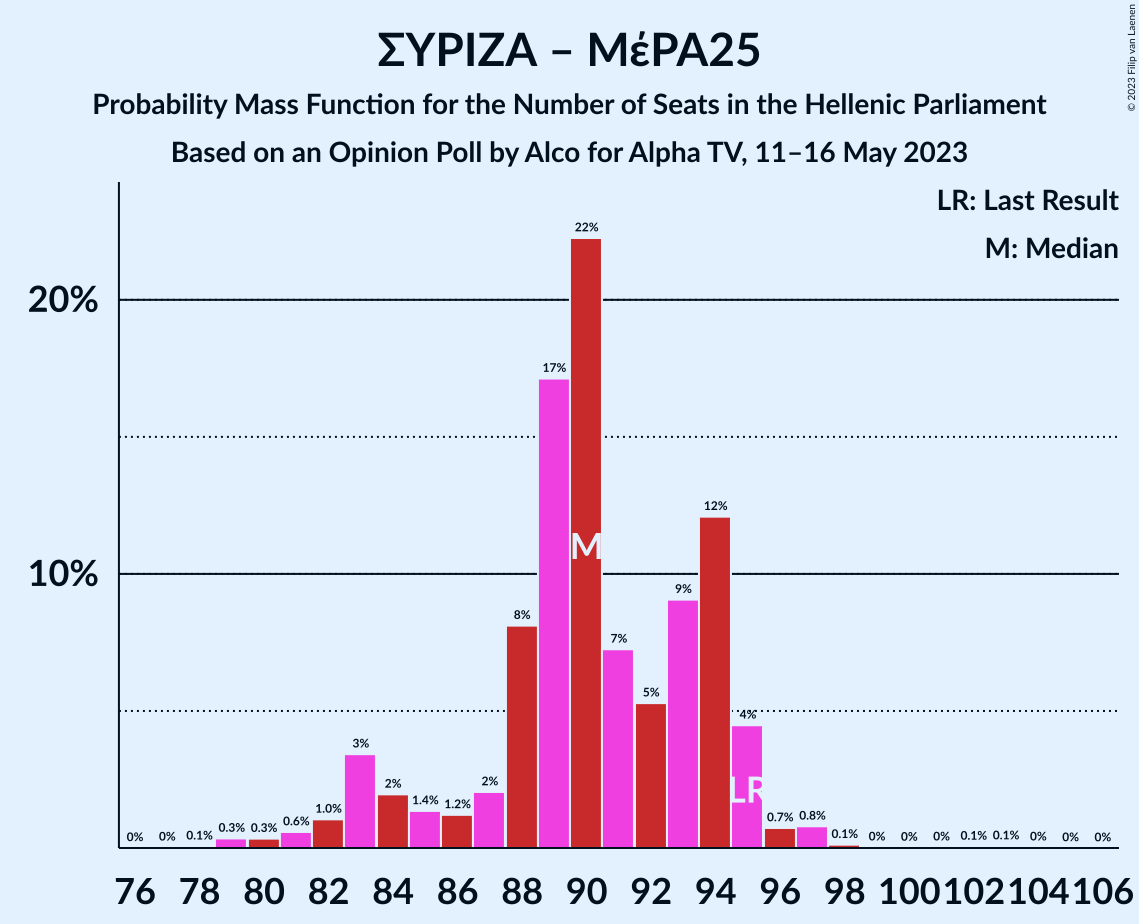 ΣΥΡΙΖΑ – ΜέΡΑ25
Probability Mass Function for the Number of Seats in the Hellenic Parliament
Based on an Opinion Poll by Alco for Alpha TV, 11–16 May 2023
© 2023 Filip van Laenen
LR: Last Result
M: Median
20%
10%
0% 0% 0.1% 0.3% 0.3% 0.6% 1.0% 3% 2% 1.4% 1.2% 2% 8% 17% 22% 7% 5% 9% 12% 4% 0.7% 0.8% 0.1% 0% 0% 0% 0.1% 0.1% 0% 0% 0%
M
LR
76 78 80 82 84 86 88 90 92 94 96 98 100 102 104 106